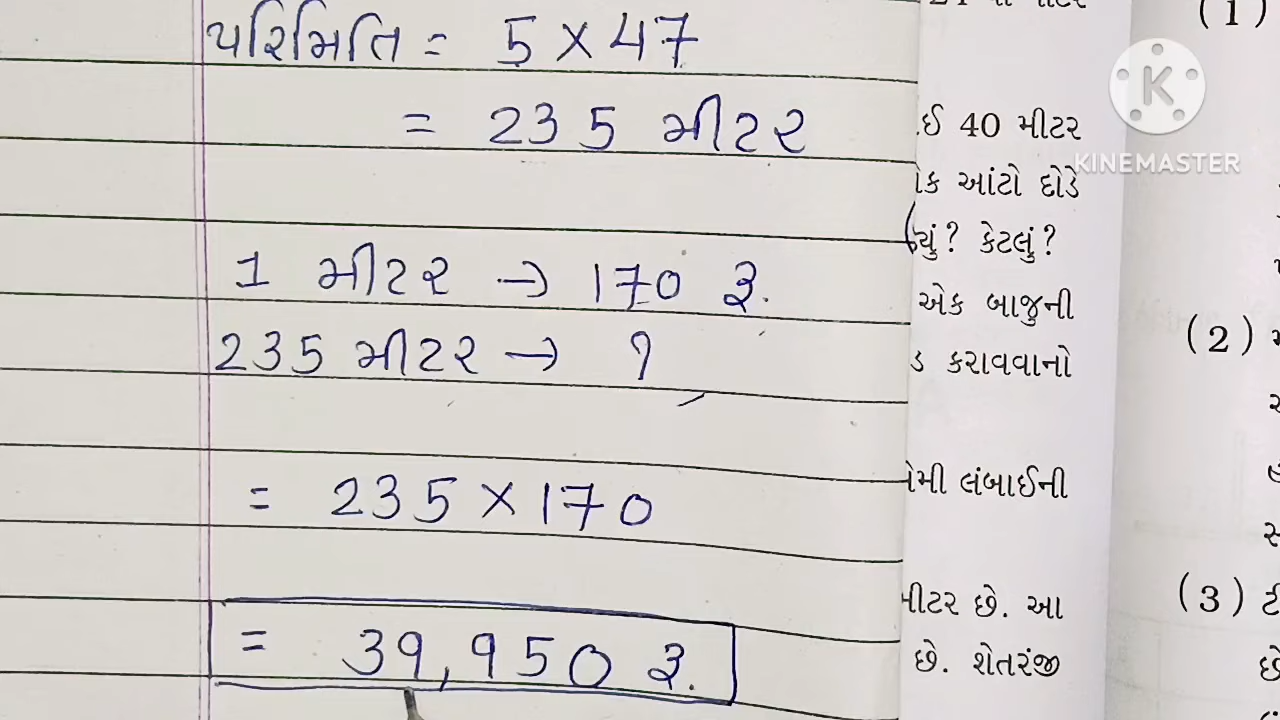 પરિમિતિ = 5 × 47
= 235 મીટર
1 મીટર → 170 રૂ.
235 મીટર → ?
= 235 × 170
= 39,950 રૂ.
40 મીટર
આંટો દોડે
કેટલું?
એક બાજુની
કરાવવાનો
લંબાઈની
છે. આ
છે. શેતરંજી
(1)
(2)
(3)
KINEMASTER